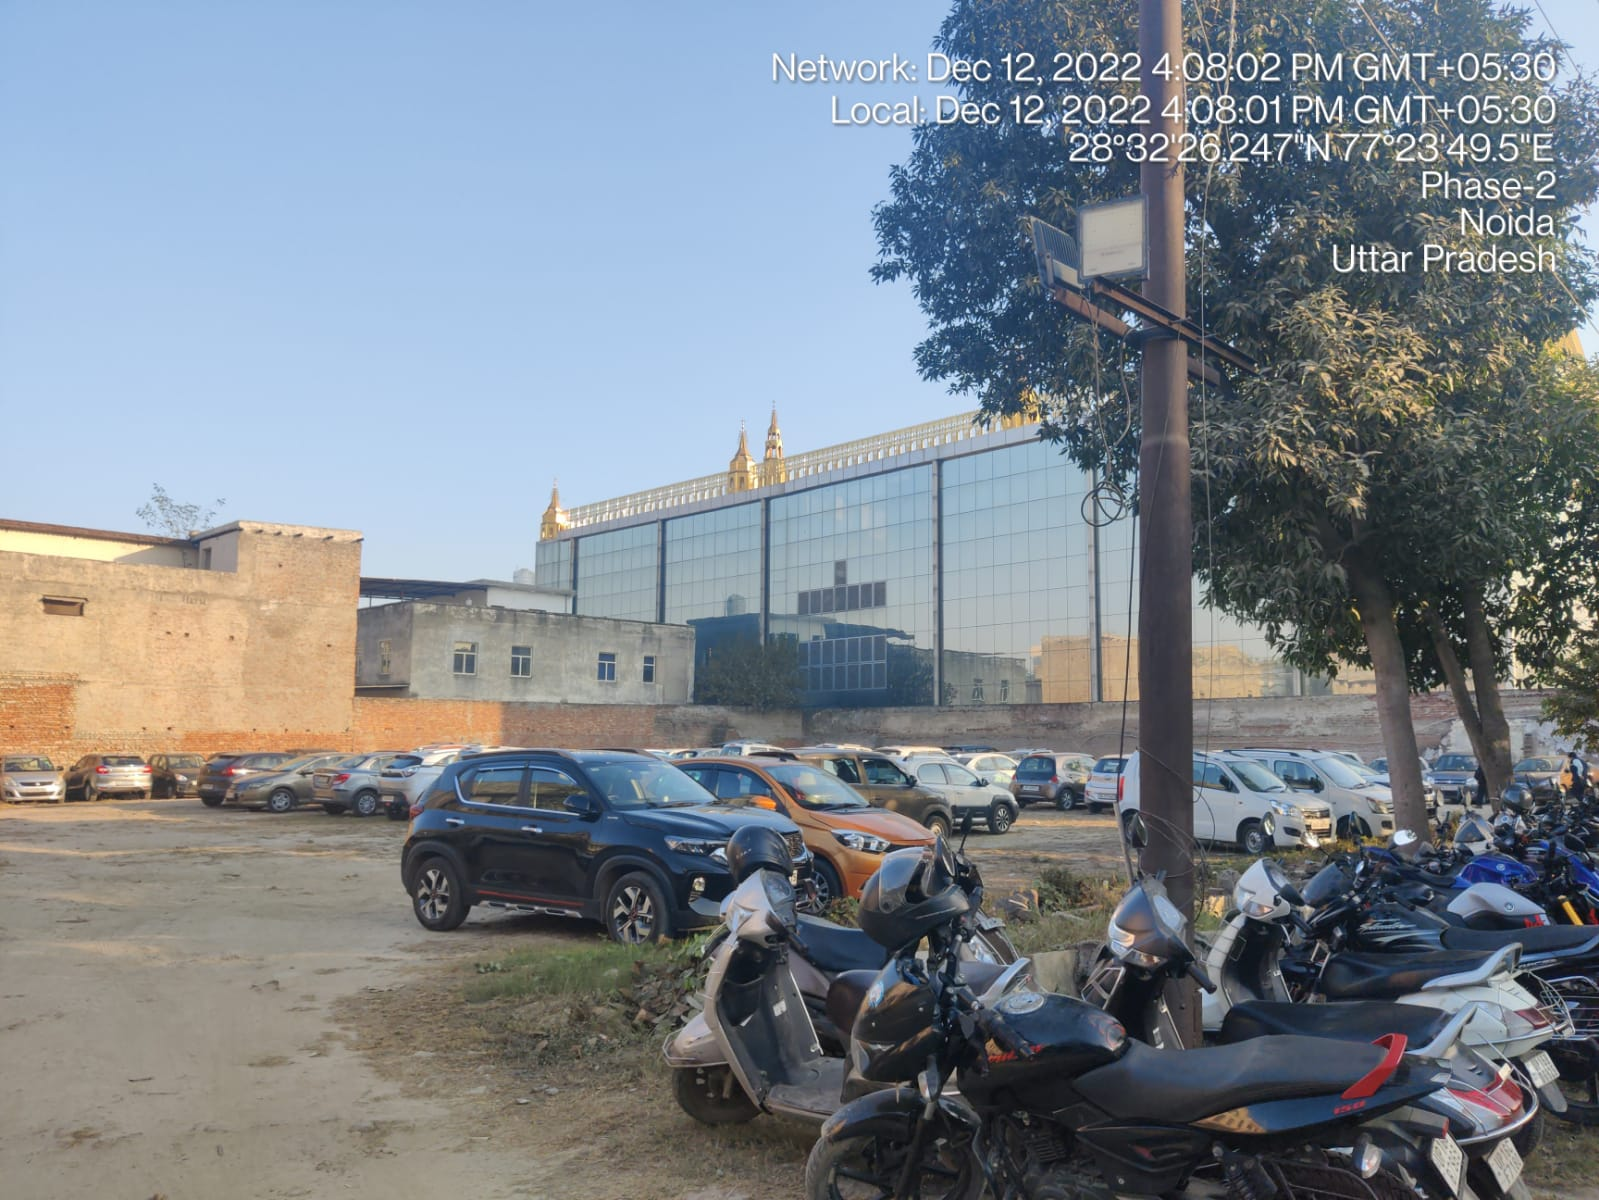 Network: Dec 12, 2022 4:08:02 PM GMT+05:30
Local: Dec 12, 2022 4:08:01 PM GMT+05:30
28°32'26.247"N 77°23'49.5"E
Phase-2
Noida
Uttar Pradesh
150